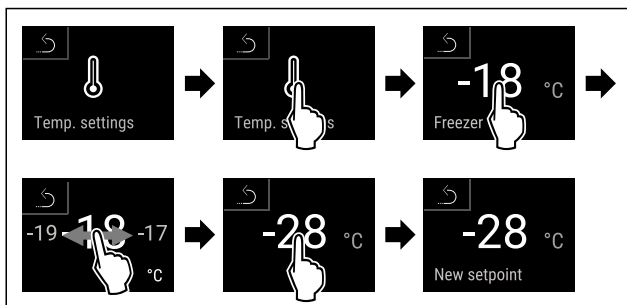 Temp. settings
Temp. s s
-18 °C
Freezer
-19 -18 -17
°C
-28 °C
-28 °C
New setpoint